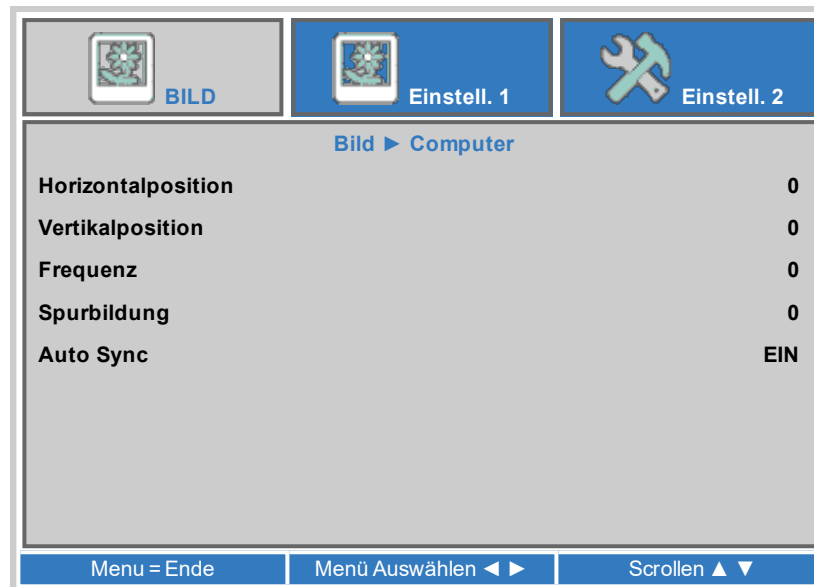 BILD
Einstell. 1
Einstell. 2
Bild ► Computer
Horizontalposition 0
Vertikalposition 0
Frequenz 0
Spurbildung 0
Auto Sync EIN
Menu = Ende
Menü Auswählen ◄ ►
Scrollen ▲ ▼